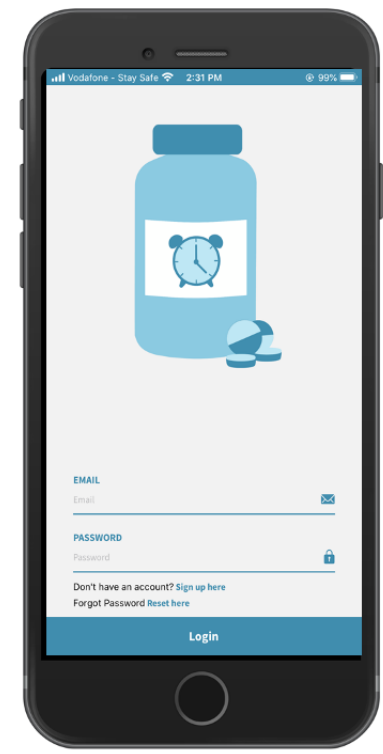 Vodafone - Stay Safe 2:31 PM 99%
EMAIL
Email
PASSWORD
Password
Don't have an account? Sign up here
Forgot Password Reset here
Login